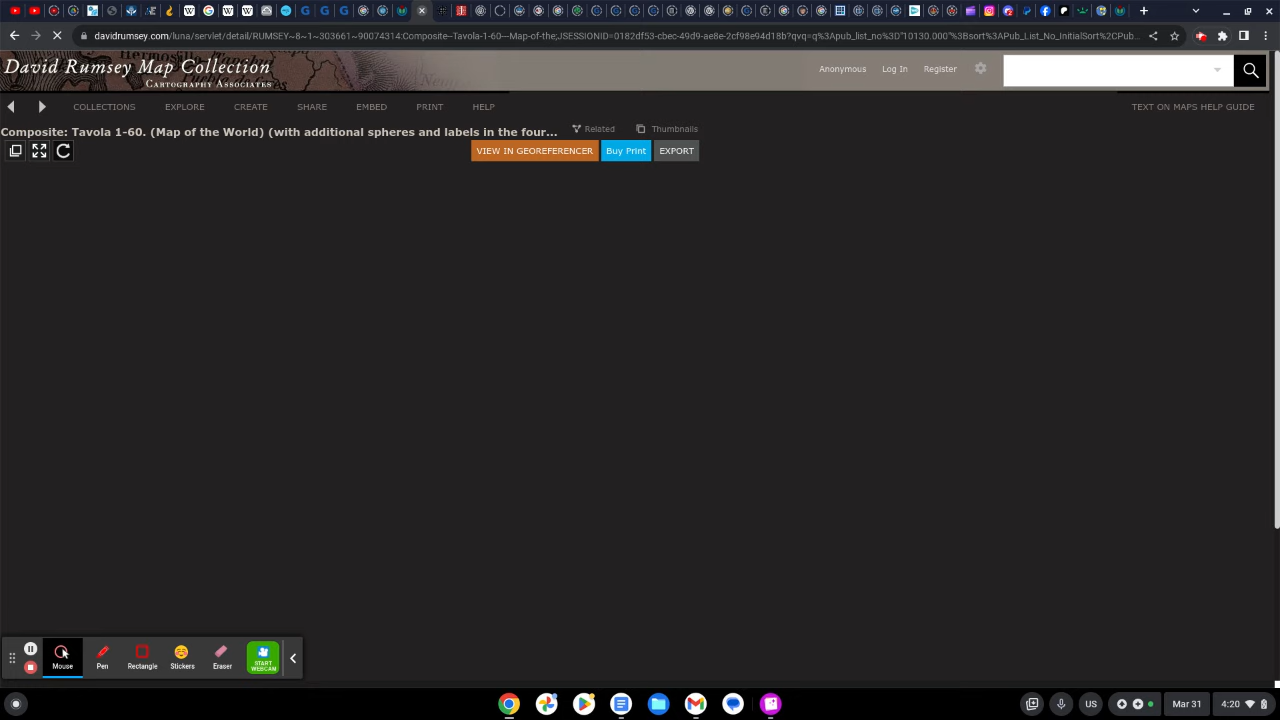 davidrumsey.com/luna/servlet/detail/RUMSEY~8~1~303661~90074314:Composite-Tavola-1-60--Map-of-the;JSESSIONID=0182df53-cbec-49d9-ae8e-2cf98e94d18b?qvq=q%3Apub_list_no%3D"10130.000"%3Bsort%3APub_List_No_InitialSort%2CPub...
David Rumsey Map Collection
Cartography Associates
Anonymous Log In Register
COLLECTIONS EXPLORE CREATE SHARE EMBED PRINT HELP TEXT ON MAPS HELP GUIDE
Composite: Tavola 1-60. (Map of the World) (with additional spheres and labels in the four... Related Thumbnails
VIEW IN GEOREFERENCER Buy Print EXPORT
Mouse Pen Rectangle Stickers Eraser START WEBCAM
US Mar 31 4:20